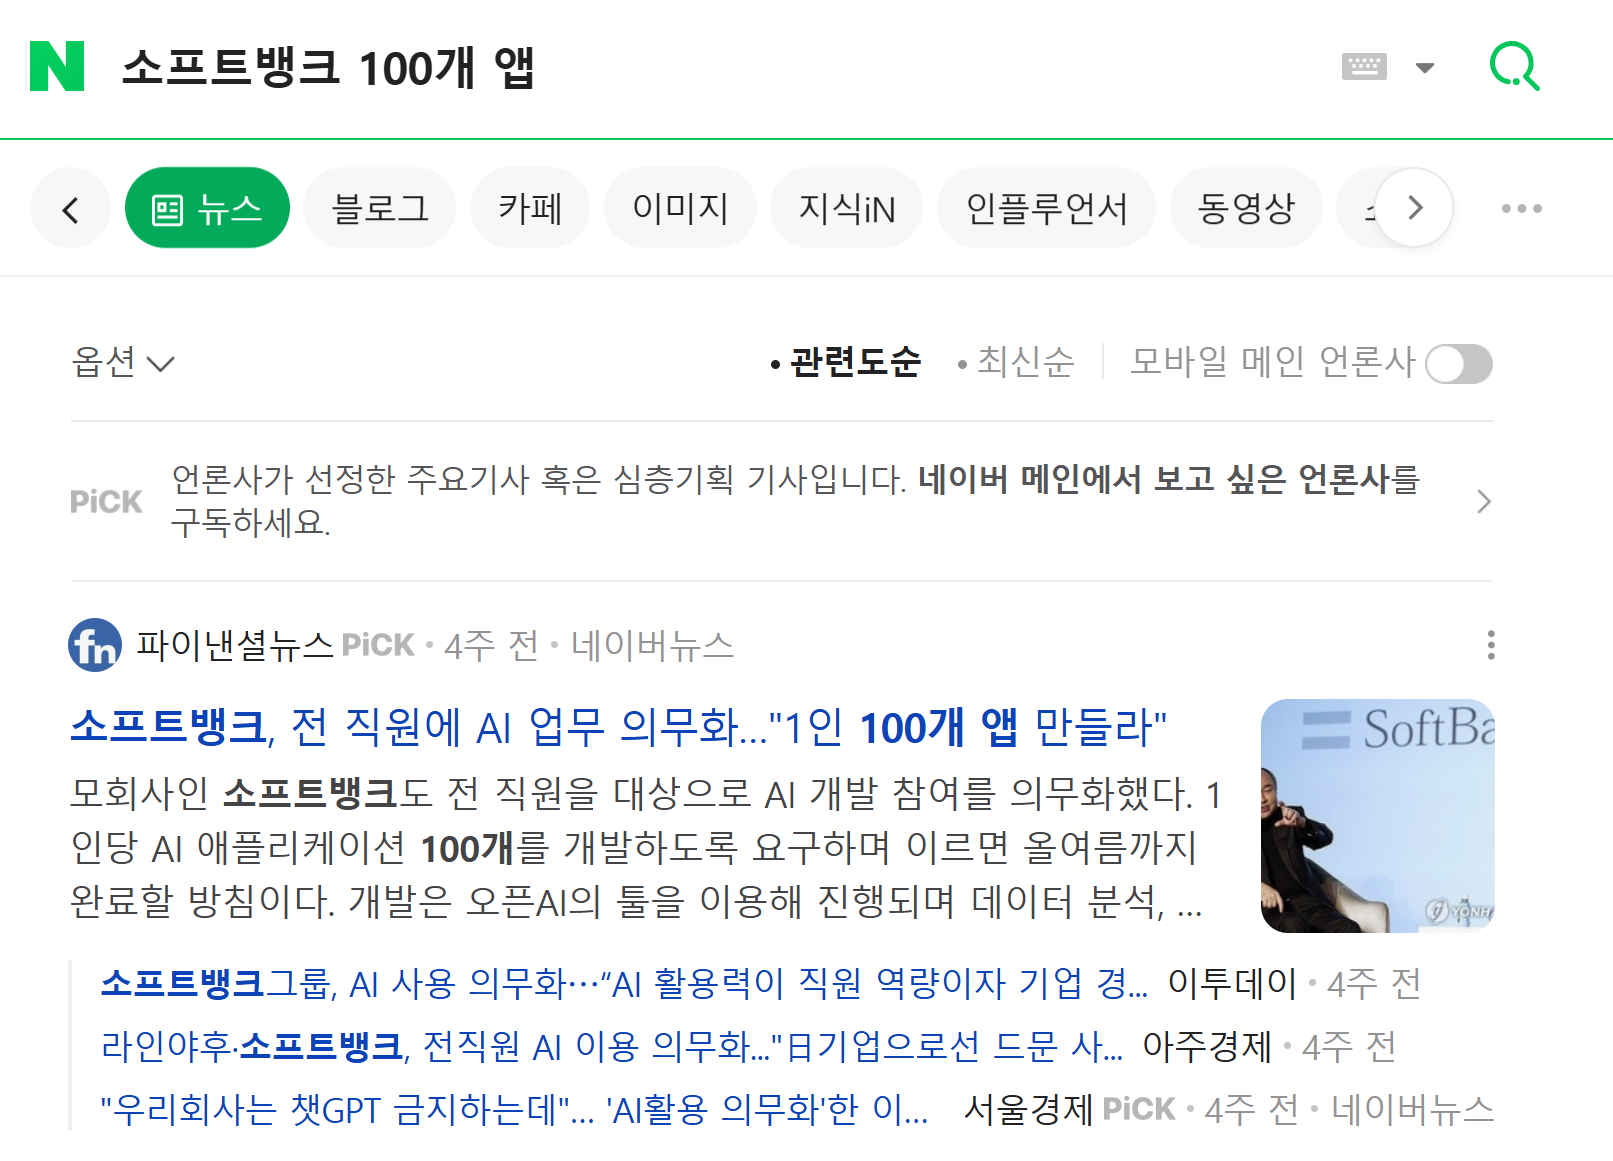 N 소프트뱅크 100개 앱
뉴스 블로그 카페 이미지 지식iN 인플루언서 동영상
옵션 • 관련도순 • 최신순 모바일 메인 언론사
PiCK 언론사가 선정한 주요기사 혹은 심층기획 기사입니다. 네이버 메인에서 보고 싶은 언론사를
구독하세요.
fn 파이낸셜뉴스 PiCK · 4주 전 · 네이버뉴스
소프트뱅크, 전 직원에 AI 업무 의무화..."1인 100개 앱 만들라"
모회사인 소프트뱅크도 전 직원을 대상으로 AI 개발 참여를 의무화했다. 1
인당 AI 애플리케이션 100개를 개발하도록 요구하며 이르면 올여름까지
완료할 방침이다. 개발은 오픈AI의 툴을 이용해 진행되며 데이터 분석, ...
SoftBa
YONH
소프트뱅크그룹, AI 사용 의무화…“AI 활용력이 직원 역량이자 기업 경... 이투데이 · 4주 전
라인야후·소프트뱅크, 전직원 AI 이용 의무화..."日기업으로선 드문 사... 아주경제 · 4주 전
"우리회사는 챗GPT 금지하는데"... 'AI활용 의무화'한 이... 서울경제 PiCK · 4주 전 · 네이버뉴스